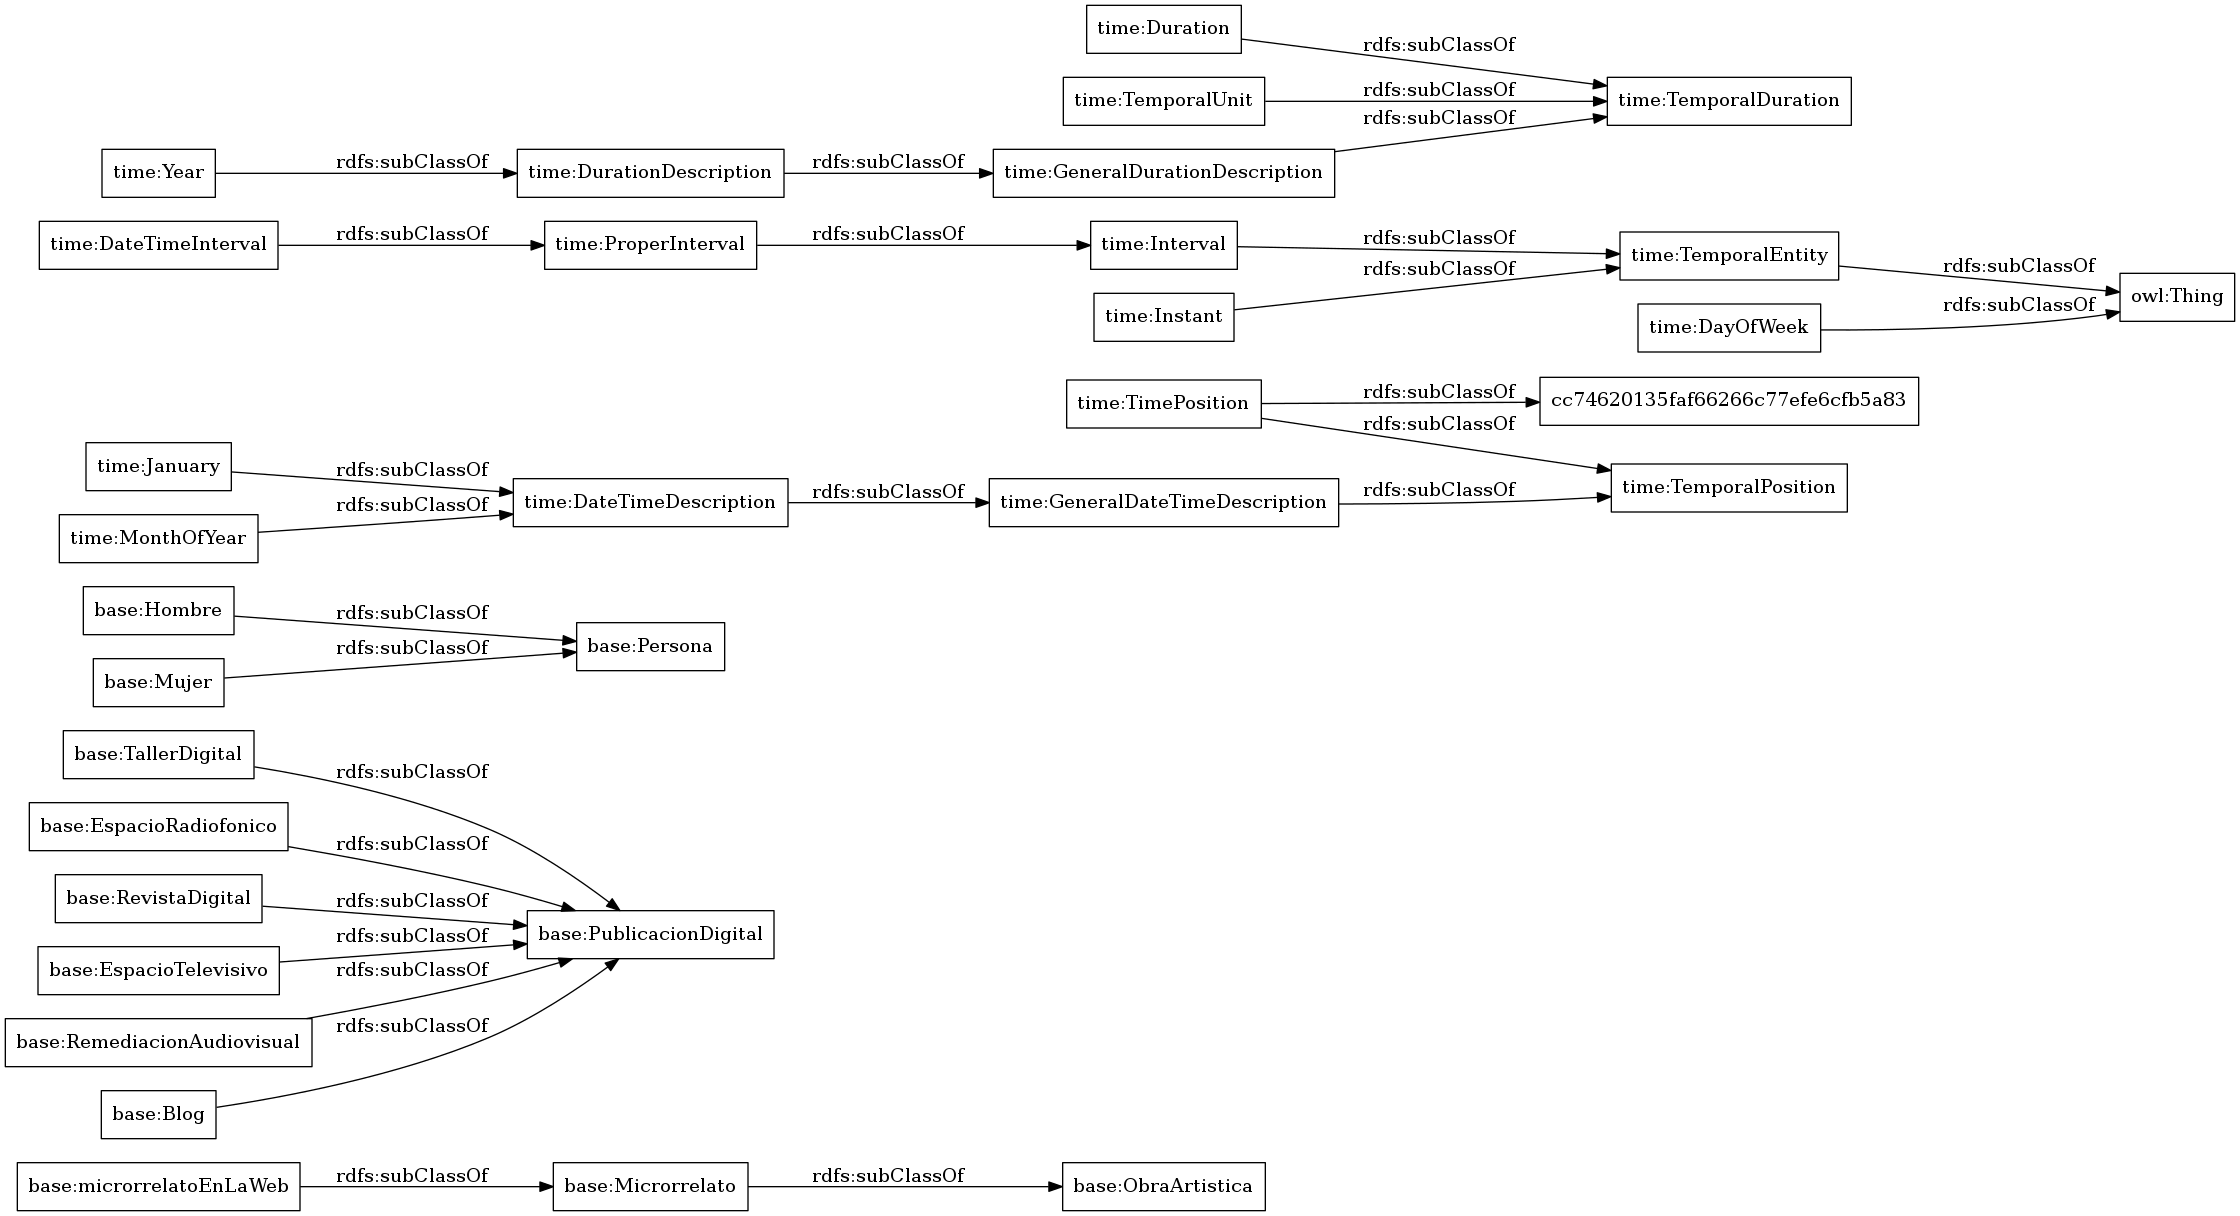 time:Duration
rdfs:subClassOf
time:TemporalUnit
rdfs:subClassOf
time:TemporalDuration
rdfs:subClassOf
time:Year
rdfs:subClassOf
time:DurationDescription
rdfs:subClassOf
time:GeneralDurationDescription
time:DateTimeInterval
rdfs:subClassOf
time:ProperInterval
rdfs:subClassOf
time:Interval
rdfs:subClassOf
time:TemporalEntity
rdfs:subClassOf
time:Instant
rdfs:subClassOf
owl:Thing
time:DayOfWeek
rdfs:subClassOf
time:TimePosition
rdfs:subClassOf
cc74620135faf66266c77efe6cfb5a83
rdfs:subClassOf
time:TemporalPosition
time:January
rdfs:subClassOf
time:DateTimeDescription
rdfs:subClassOf
time:GeneralDateTimeDescription
rdfs:subClassOf
time:MonthOfYear
rdfs:subClassOf
base:Hombre
rdfs:subClassOf
base:Persona
base:Mujer
rdfs:subClassOf
base:TallerDigital
rdfs:subClassOf
base:EspacioRadiofonico
rdfs:subClassOf
base:RevistaDigital
rdfs:subClassOf
base:PublicacionDigital
base:EspacioTelevisivo
rdfs:subClassOf
base:RemediacionAudiovisual
rdfs:subClassOf
base:Blog
rdfs:subClassOf
base:microrrelatoEnLaWeb
rdfs:subClassOf
base:Microrrelato
rdfs:subClassOf
base:ObraArtistica